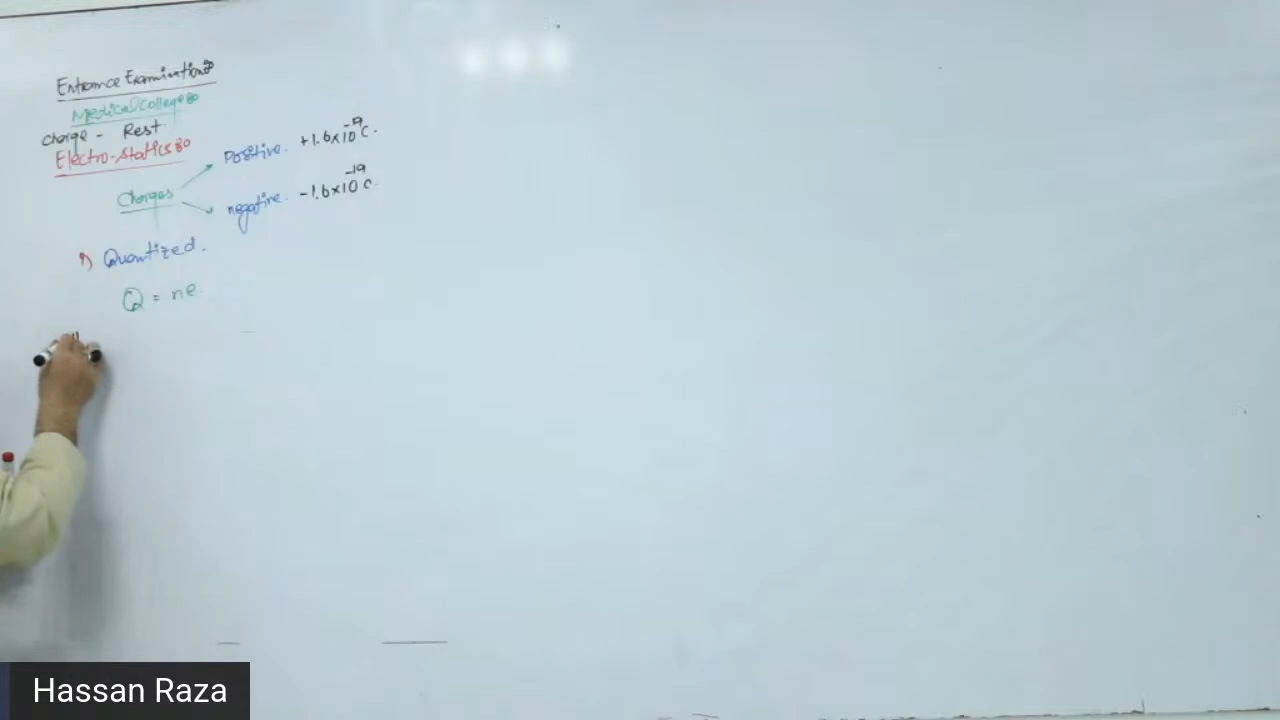 Entrance Examination:
Medical College:
Charge - Rest
Electro-Statics:
Charges
Positive. +1.6×10⁻¹⁹C.
negative. -1.6×10⁻¹⁹C.
1) Quantized.
Q = ne.
Hassan Raza